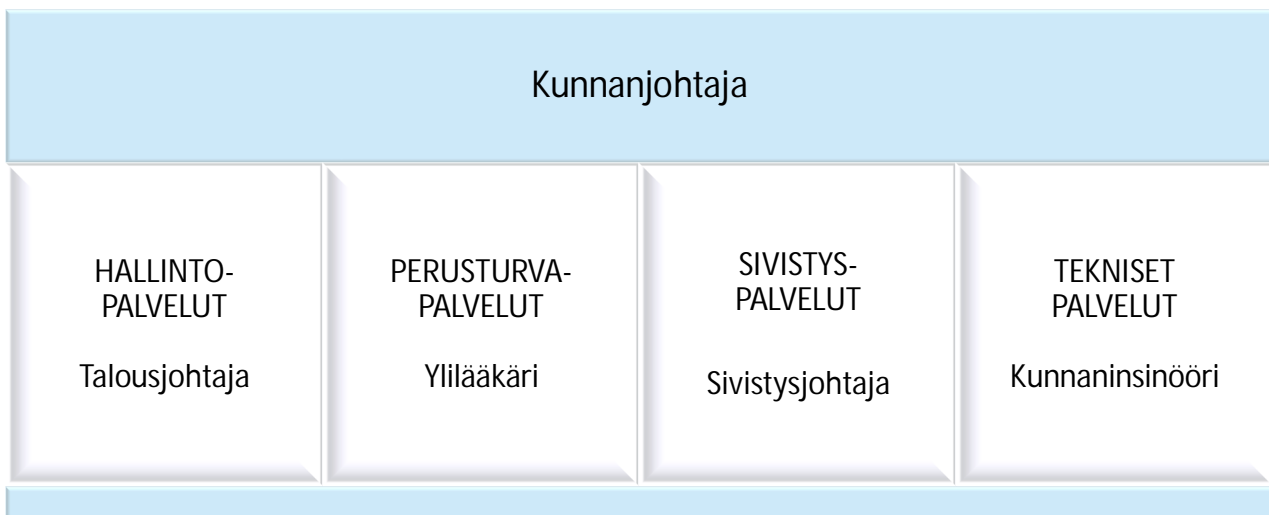 Kunnanjohtaja
HALLINTO-
PALVELUT
Talousjohtaja
PERUSTURVA-
PALVELUT
Ylilääkäri
SIVISTYS-
PALVELUT
Sivistysjohtaja
TEKNISET
PALVELUT
Kunnaninsinööri